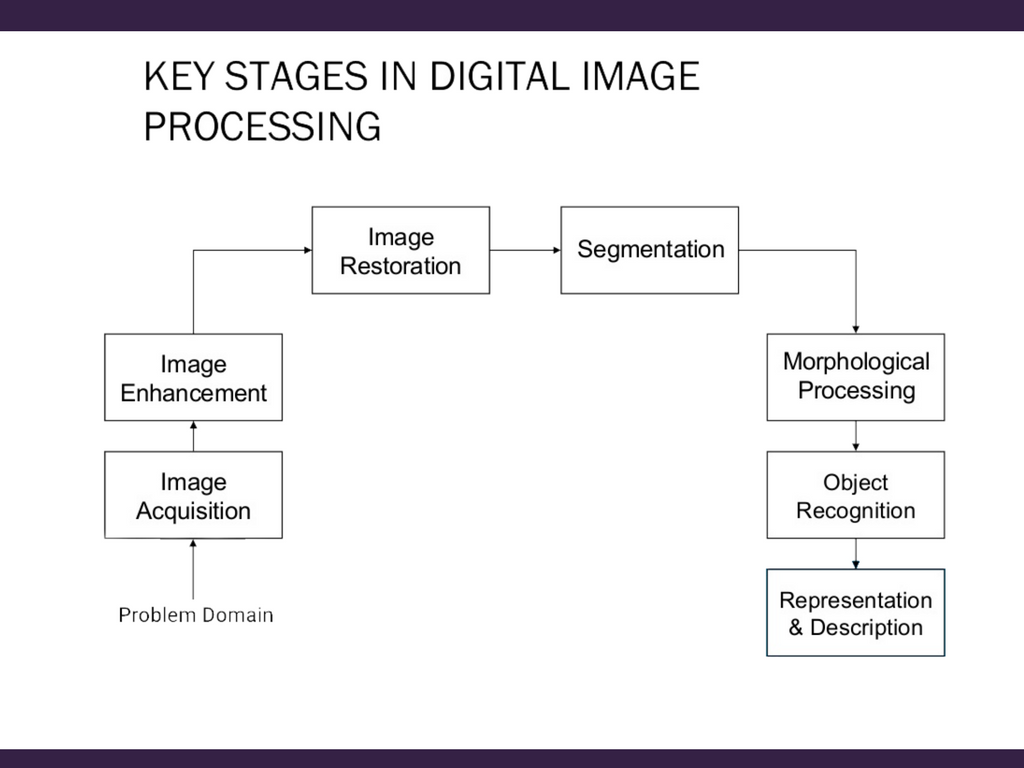 KEY STAGES IN DIGITAL IMAGE
PROCESSING
Image
Restoration
Segmentation
Image
Enhancement
Morphological
Processing
Image
Acquisition
Object
Recognition
Problem Domain
Representation
& Description